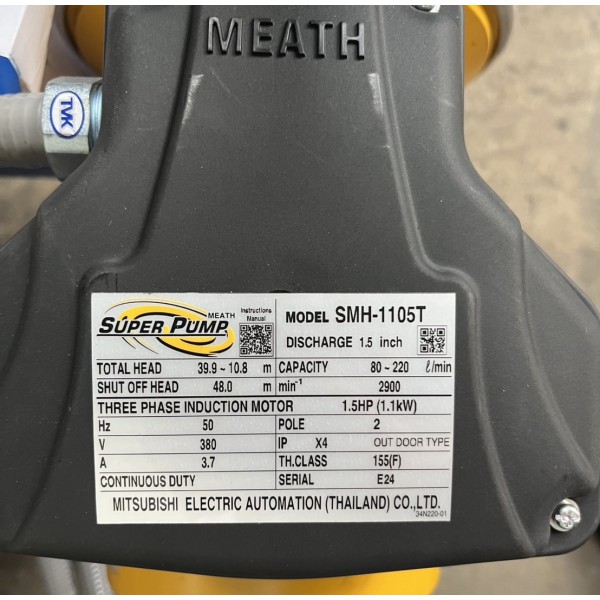 MEATH
TVK
MEATH
SUPER PUMP
Instructions Manual
MODEL SMH-1105T
DISCHARGE 1.5 inch
TOTAL HEAD 39.9 ~ 10.8 m CAPACITY 80 ~ 220 ℓ/min
SHUT OFF HEAD 48.0 m min⁻¹ 2900
THREE PHASE INDUCTION MOTOR 1.5HP (1.1kW)
Hz 50 POLE 2
V 380 IP X4 OUT DOOR TYPE
A 3.7 TH.CLASS 155(F)
CONTINUOUS DUTY SERIAL E24
MITSUBISHI ELECTRIC AUTOMATION (THAILAND) CO.,LTD.
34N220-01